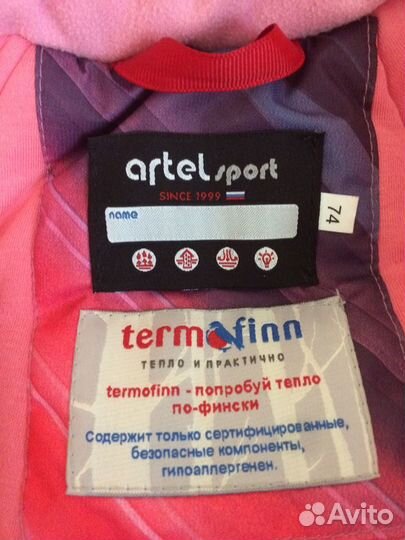 artel sport
SINCE 1999
name
74
termofinn
ТЕПЛО И ПРАКТИЧНО
termofinn - попробуй тепло
по-фински
Содержит только сертифицированные,
безопасные компоненты,
гипоаллергенен.
Avito